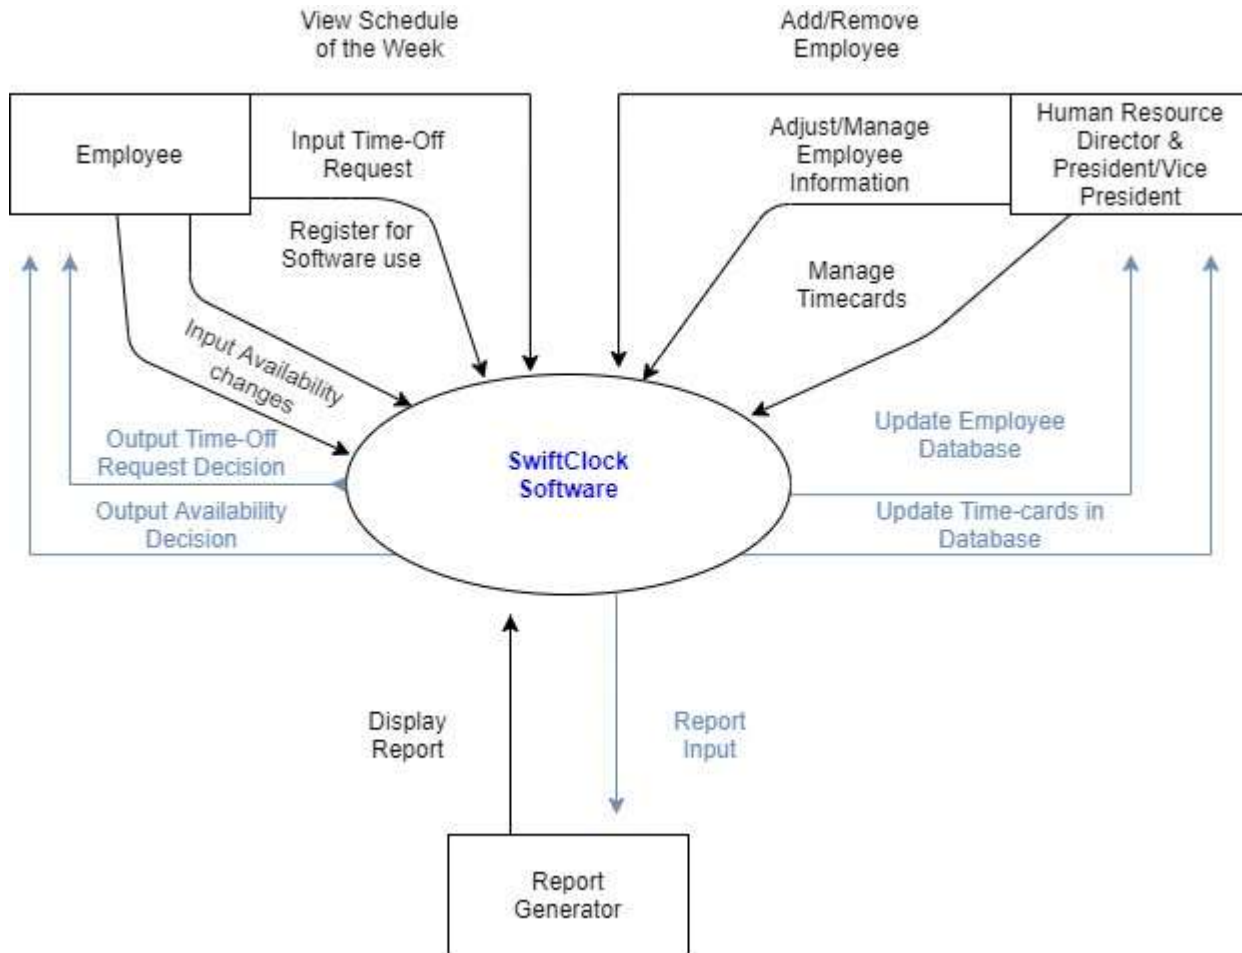 View Schedule
of the Week
Add/Remove
Employee
Employee
Input Time-Off
Request
Adjust/Manage
Employee
Information
Human Resource
Director &
President/Vice
President
Register for
Software use
Manage
Timecards
Input Availability
changes
Output Time-Off
Request Decision
Output Availability
Decision
SwiftClock
Software
Update Employee
Database
Update Time-cards in
Database
Display
Report
Report
Input
Report
Generator